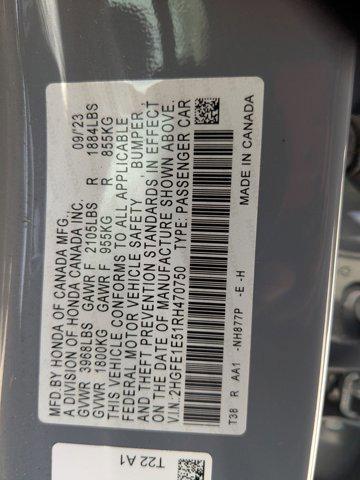 MFD.BY HONDA OF CANADA MFG.
A DIVISION OF HONDA CANADA INC. 09/'23
GVWR 3968LBS GAWR F 2105LBS R 1884LBS
GVWR 1800KG GAWR F 955KG R 855KG
THIS VEHICLE CONFORMS TO ALL APPLICABLE
FEDERAL MOTOR VEHICLE SAFETY , BUMPER ,
AND THEFT PREVENTION STANDARDS IN EFFECT
ON THE DATE OF MANUFACTURE SHOWN ABOVE.
V.I.N:2HGFE1E51RH470750 TYPE: PASSENGER CAR
T38 R AA1 -NH877P -E -H MADE IN CANADA
T22 A1